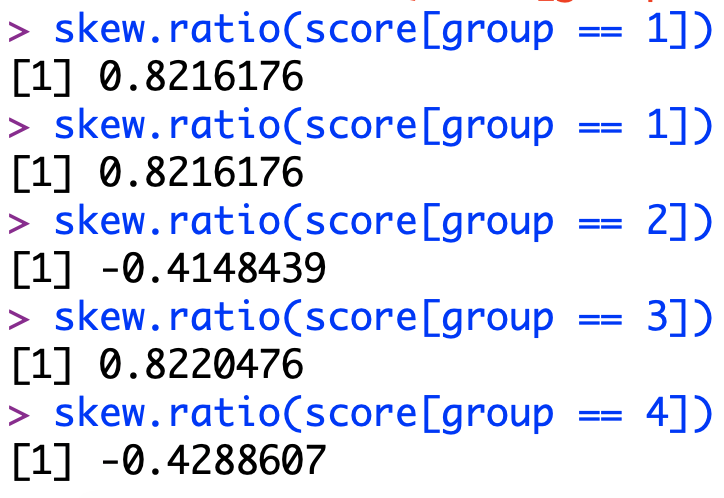 > skew.ratio(score[group == 1])
[1] 0.8216176
> skew.ratio(score[group == 1])
[1] 0.8216176
> skew.ratio(score[group == 2])
[1] -0.4148439
> skew.ratio(score[group == 3])
[1] 0.8220476
> skew.ratio(score[group == 4])
[1] -0.4288607